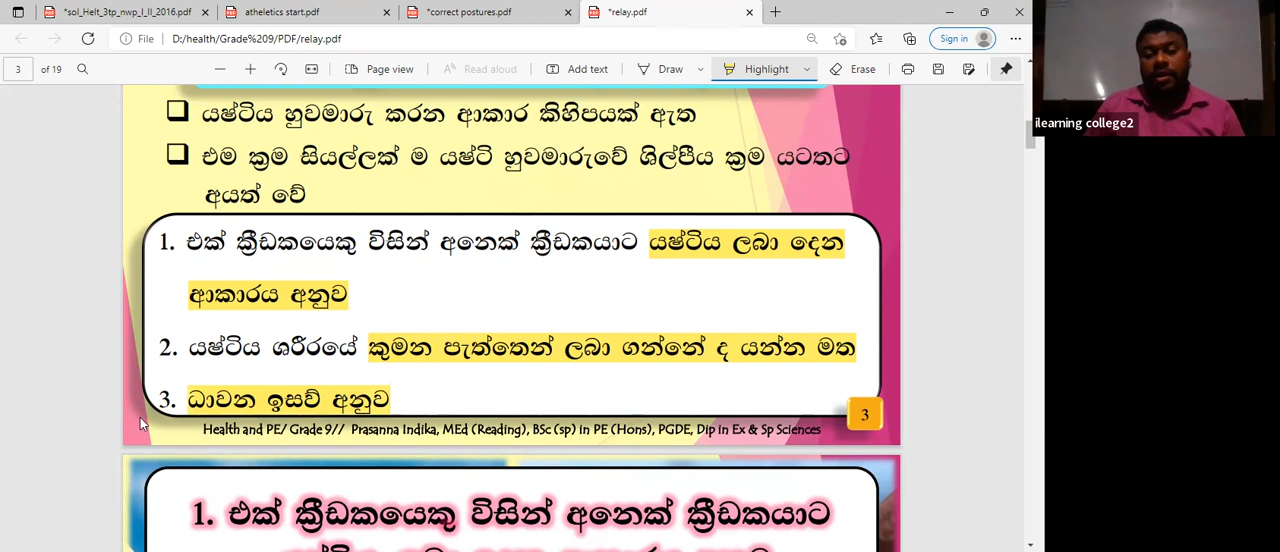 *sol_Helt_3tp_nwp_I_II_2016.pdf
atheletics start.pdf
*correct postures.pdf
*relay.pdf
File
D:/health/Grade%209/PDF/relay.pdf
Sign in
3 of 19
Page view
Read aloud
Add text
Draw
Highlight
Erase
ilearning college2
යෂ්ටිය හුවමාරු කරන ආකාර කිහිපයක් ඇත
එම ක්‍රම සියල්ලක් ම යෂ්ටි හුවමාරුවේ ශිල්පීය ක්‍රම යටතට
අයත් වේ
1. එක් ක්‍රීඩකයෙකු විසින් අනෙක් ක්‍රීඩකයාට යෂ්ටිය ලබා දෙන
ආකාරය අනුව
2. යෂ්ටිය ශරීරයේ කුමන පැත්තෙන් ලබා ගන්නේ ද යන්න මත
3. ධාවන ඉසව් අනුව
3
Health and PE/ Grade 9// Prasanna Indika, MEd (Reading), BSc (sp) in PE (Hons), PGDE, Dip in Ex & Sp Sciences
1. එක් ක්‍රීඩකයෙකු විසින් අනෙක් ක්‍රීඩකයාට